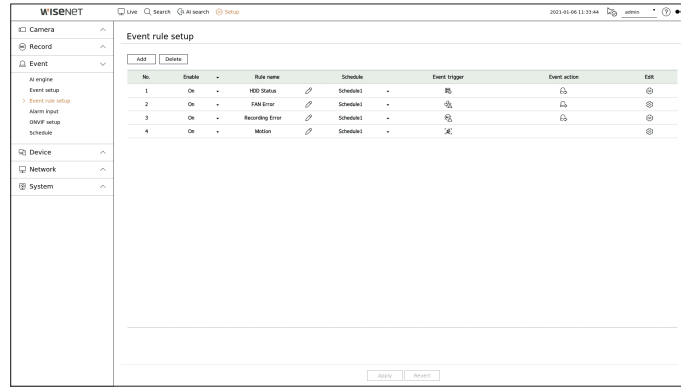 WISENET
Live Search AI search Setup
2021-01-06 11:33:44 admin
Camera
Record
Event
AI engine
Event setup
Event rule setup
Alarm input
ONVIF setup
Schedule
Device
Network
System
Event rule setup
Add Delete
No. Enable Rule name Schedule Event trigger Event action Edit
1 On HDD Status Schedule1
2 On FAN Error Schedule1
3 On Recording Error Schedule1
4 On Motion Schedule1
Apply Revert